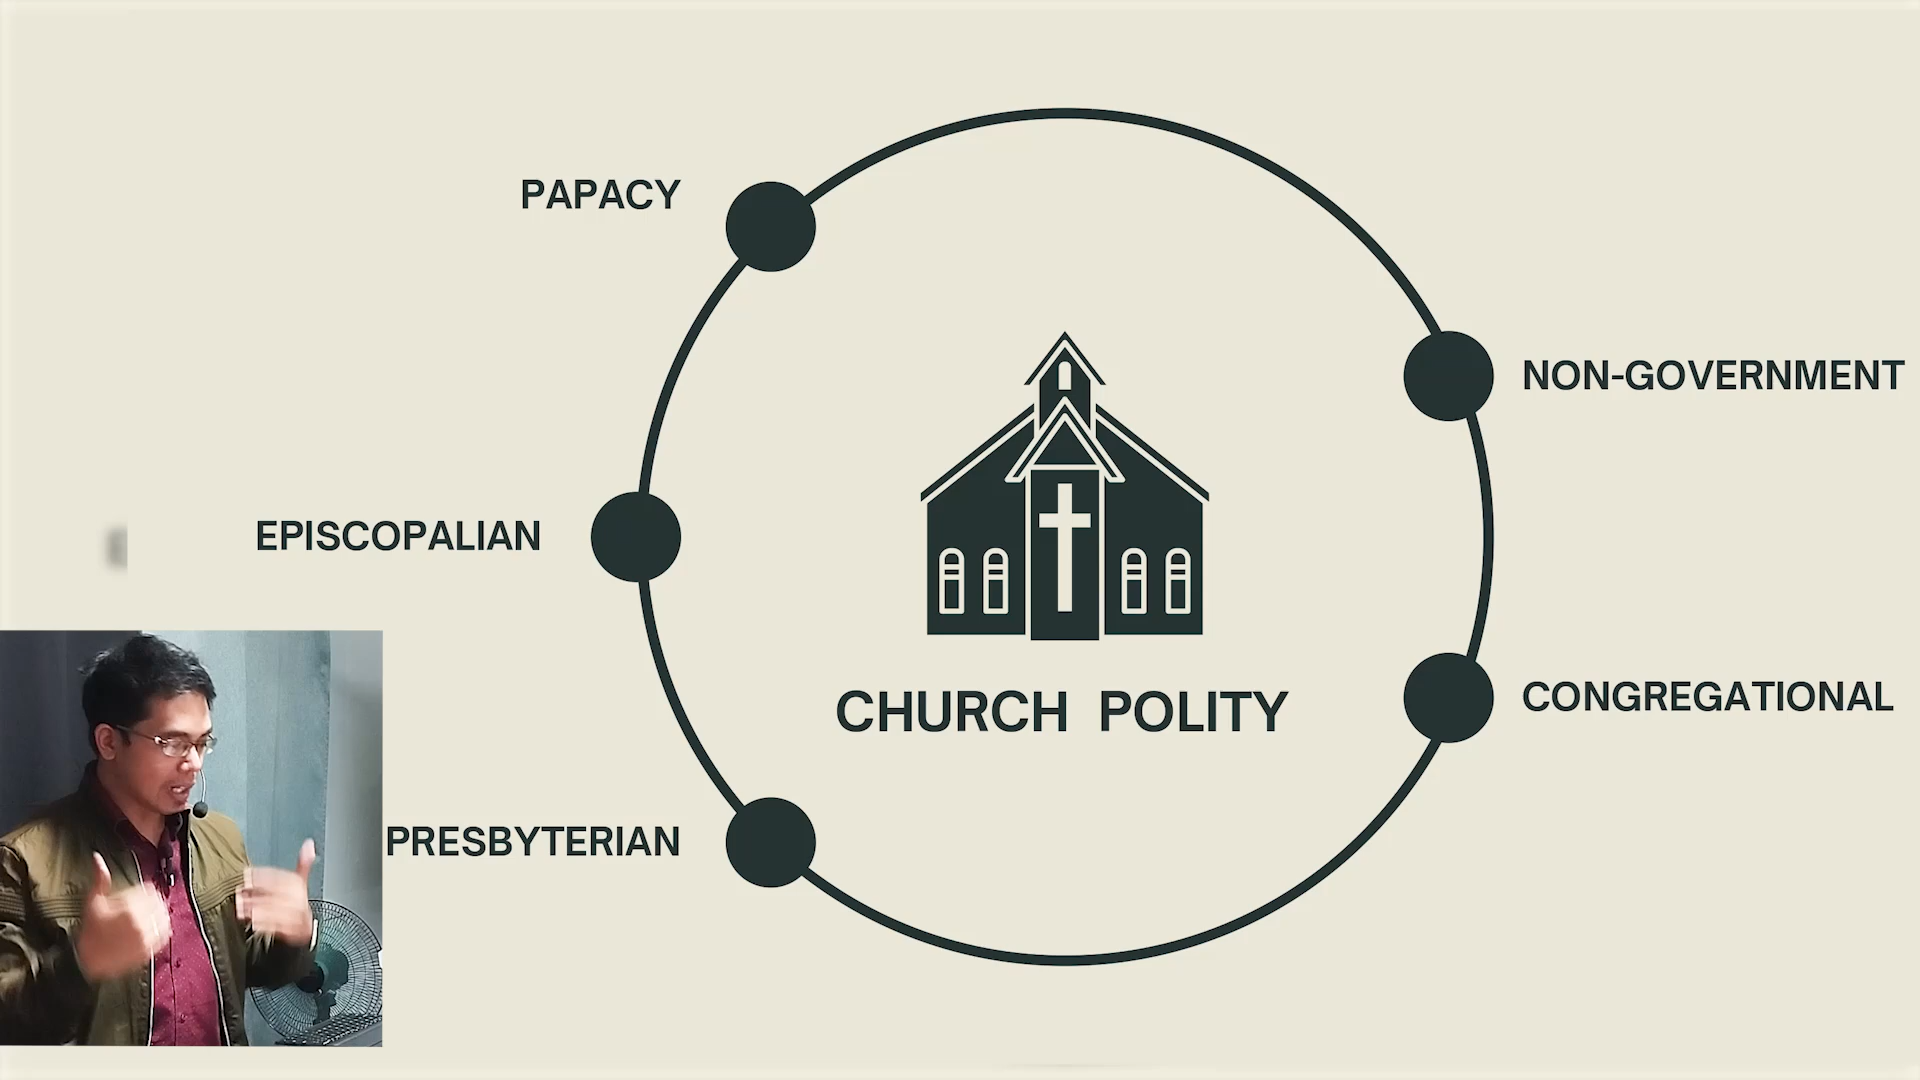 PAPACY
NON-GOVERNMENT
EPISCOPALIAN
CHURCH POLITY
CONGREGATIONAL
PRESBYTERIAN